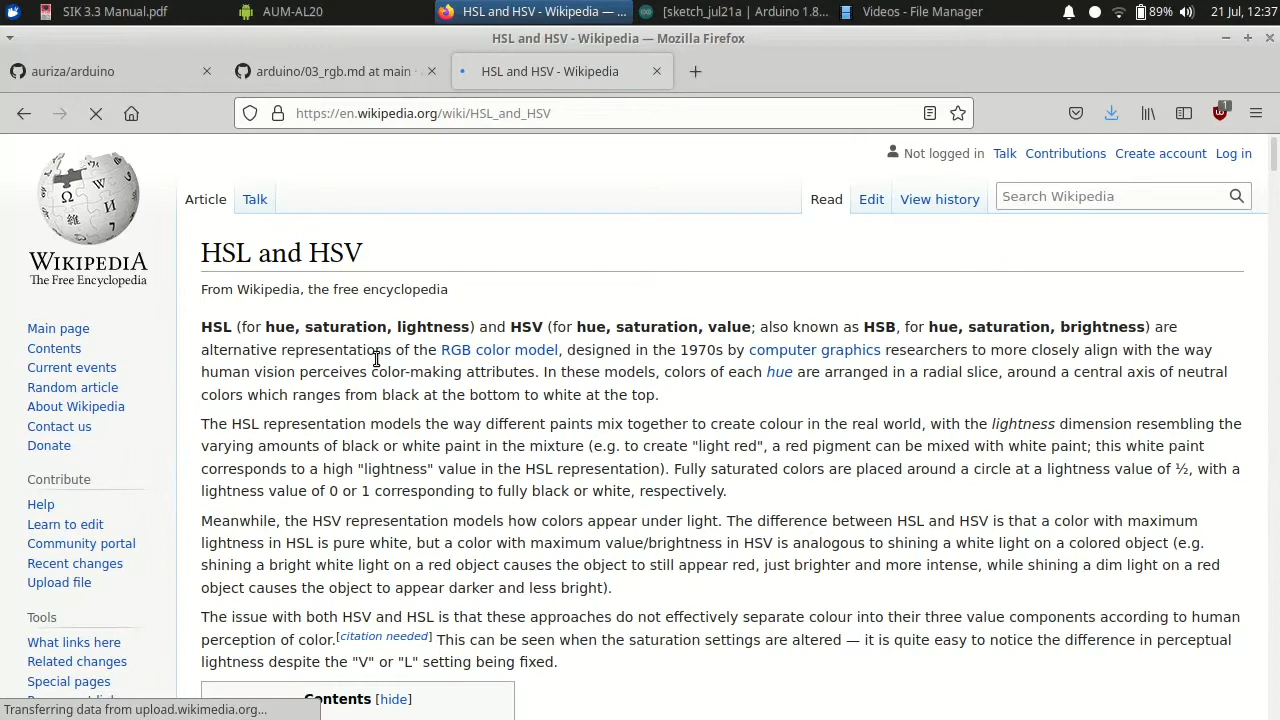 SIK 3.3 Manual.pdf
AUM-AL20
HSL and HSV - Wikipedia — ...
[sketch_jul21a | Arduino 1.8...
Videos - File Manager
89%
21 Jul, 12:37
HSL and HSV - Wikipedia — Mozilla Firefox
auriza/arduino
arduino/03_rgb.md at main
HSL and HSV - Wikipedia
https://en.wikipedia.org/wiki/HSL_and_HSV
1
Not logged in Talk Contributions Create account Log in
Article Talk
Read Edit View history
Search Wikipedia
WIKIPEDIA
The Free Encyclopedia
Main page
Contents
Current events
Random article
About Wikipedia
Contact us
Donate
Contribute
Help
Learn to edit
Community portal
Recent changes
Upload file
Tools
What links here
Related changes
Special pages
HSL and HSV
From Wikipedia, the free encyclopedia
HSL (for hue, saturation, lightness) and HSV (for hue, saturation, value; also known as HSB, for hue, saturation, brightness) are
alternative representations of the RGB color model, designed in the 1970s by computer graphics researchers to more closely align with the way
human vision perceives color-making attributes. In these models, colors of each hue are arranged in a radial slice, around a central axis of neutral
colors which ranges from black at the bottom to white at the top.
The HSL representation models the way different paints mix together to create colour in the real world, with the lightness dimension resembling the
varying amounts of black or white paint in the mixture (e.g. to create "light red", a red pigment can be mixed with white paint; this white paint
corresponds to a high "lightness" value in the HSL representation). Fully saturated colors are placed around a circle at a lightness value of ½, with a
lightness value of 0 or 1 corresponding to fully black or white, respectively.
Meanwhile, the HSV representation models how colors appear under light. The difference between HSL and HSV is that a color with maximum
lightness in HSL is pure white, but a color with maximum value/brightness in HSV is analogous to shining a white light on a colored object (e.g.
shining a bright white light on a red object causes the object to still appear red, just brighter and more intense, while shining a dim light on a red
object causes the object to appear darker and less bright).
The issue with both HSV and HSL is that these approaches do not effectively separate colour into their three value components according to human
perception of color.[citation needed] This can be seen when the saturation settings are altered — it is quite easy to notice the difference in perceptual
lightness despite the "V" or "L" setting being fixed.
Contents [hide]
Transferring data from upload.wikimedia.org...